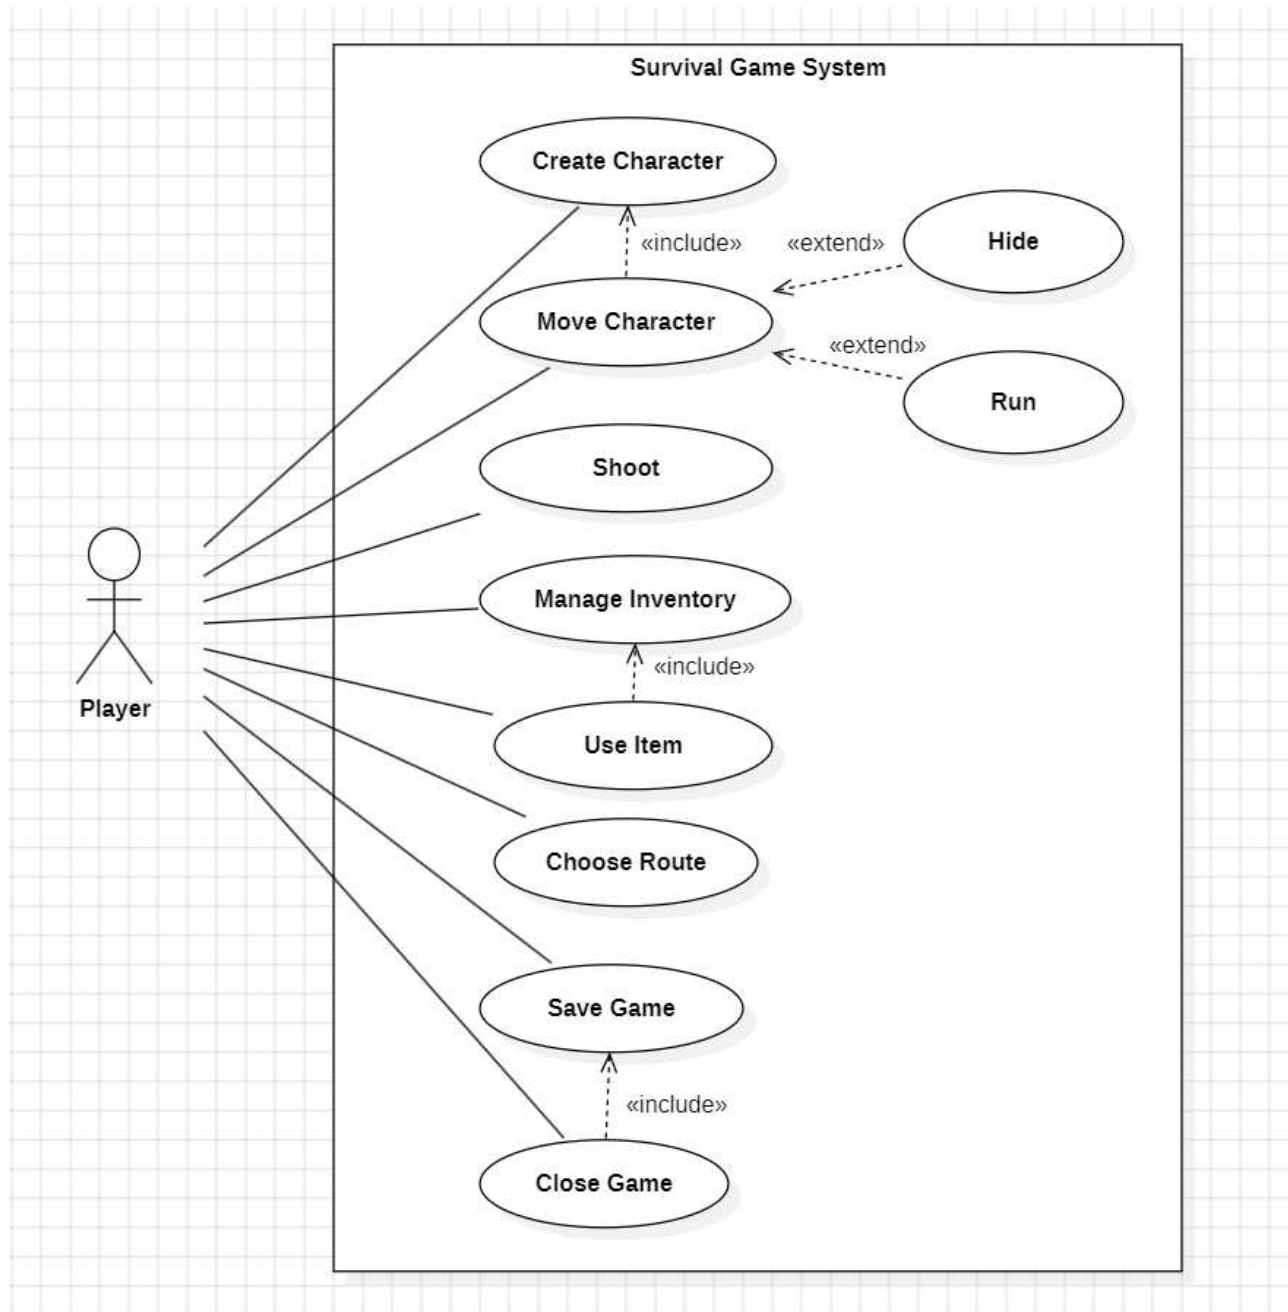 Survival Game System
Create Character
«include»
«extend»
Hide
Move Character
«extend»
Run
Shoot
Manage Inventory
«include»
Player
Use Item
Choose Route
Save Game
«include»
Close Game